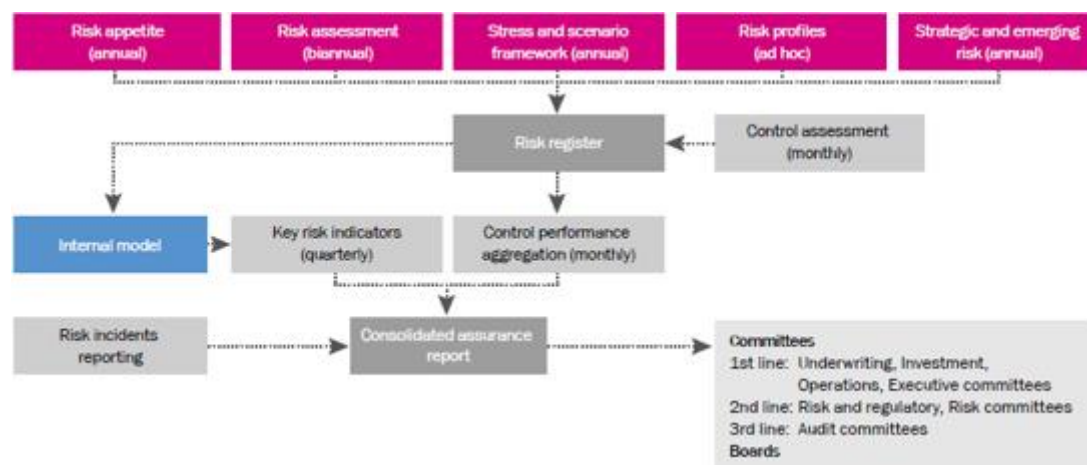 Risk appetite
(annual)
Risk assessment
(biannual)
Stress and scenario
framework (annual)
Risk profiles
(ad hoc)
Strategic and emerging
risk (annual)
Risk register
Control assessment
(monthly)
Internal model
Key risk indicators
(quarterly)
Control performance
aggregation (monthly)
Risk incidents
reporting
Consolidated assurance
report
Committees
1st line: Underwriting, Investment,
Operations, Executive committees
2nd line: Risk and regulatory, Risk committees
3rd line: Audit committees
Boards